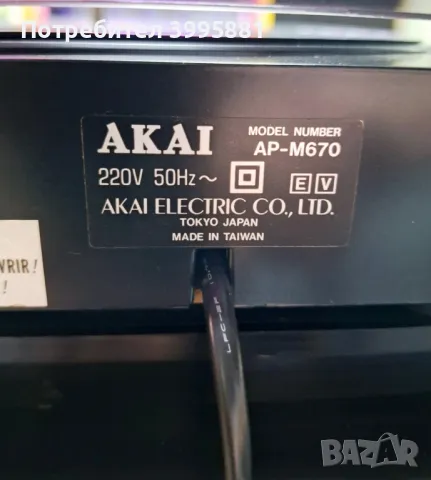 Потребител 3995881
AKAI
MODEL NUMBER
AP-M670
220V 50Hz～
E V
AKAI ELECTRIC CO., LTD.
TOKYO JAPAN
MADE IN TAIWAN
VRIR!
!
BAZAR